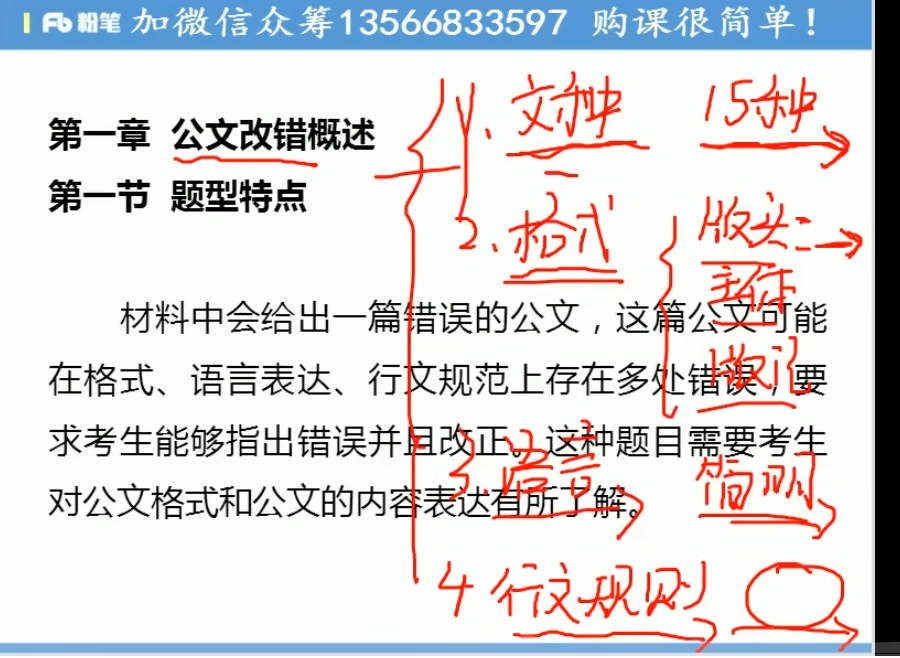 粉笔 加微信众筹13566833597 购课很简单！
第一章 公文改错概述
第一节 题型特点
材料中会给出一篇错误的公文，这篇公文可能
在格式、语言表达、行文规范上存在多处错误，要
求考生能够指出错误并且改正。这种题目需要考生
对公文格式和公文的内容表达有所了解。
1、文种 15种
2、格式 版头
主体
版记
3、语言 简明
4 行文规则